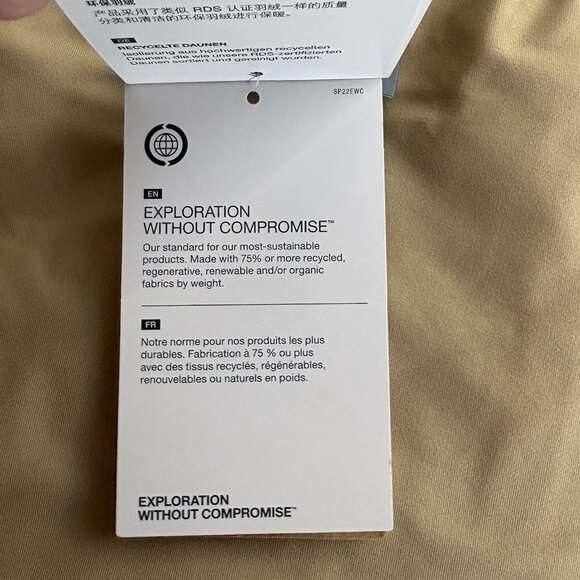 环保羽绒
产品采用了类似 RDS 认证羽绒一样的质量
分类和清洁的环保羽绒进行保暖。
DE
RECYCELTE DAUNEN
Isolierung aus hochwertigen recycelten
Daunen, die wie unsere RDS-zertifizierten
Daunen sortiert und gereinigt wurden.
SP22EWC
EN
EXPLORATION
WITHOUT COMPROMISE™
Our standard for our most-sustainable
products. Made with 75% or more recycled,
regenerative, renewable and/or organic
fabrics by weight.
FR
Notre norme pour nos produits les plus
durables. Fabrication à 75 % ou plus
avec des tissus recyclés, régénérables,
renouvelables ou naturels en poids.
EXPLORATION
WITHOUT COMPROMISE™